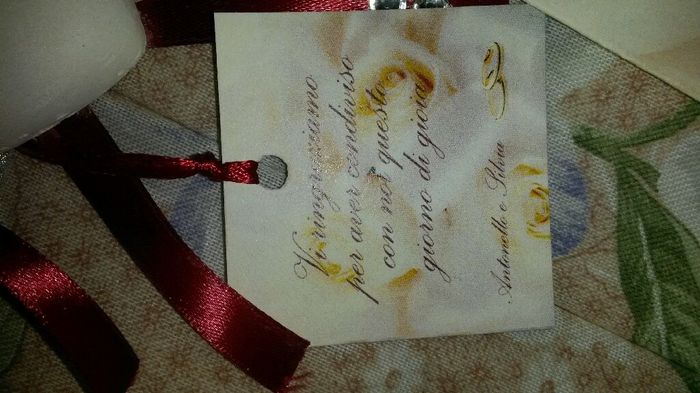 Vi ringraziamo
per aver condiviso
con noi questo
giorno di gioia
Antonella e Silvio